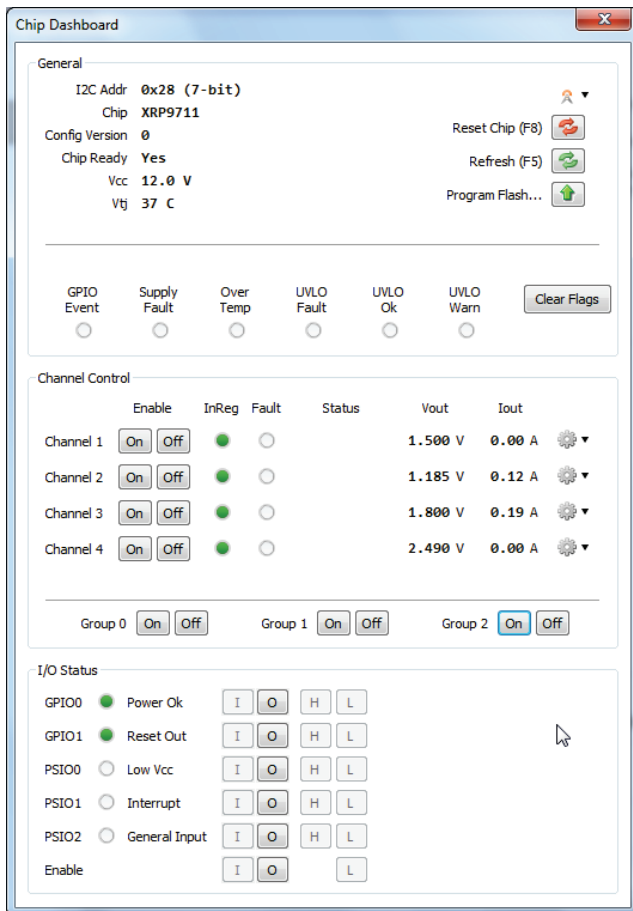 Chip Dashboard
General
I2C Addr 0x28 (7-bit)
Chip XRP9711
Config Version 0
Chip Ready Yes
Vcc 12.0 V
Vtj 37 C
Reset Chip (F8)
Refresh (F5)
Program Flash...
GPIO Event Supply Fault Over Temp UVLO Fault UVLO Ok UVLO Warn Clear Flags
Channel Control
Enable InReg Fault Status Vout Iout
Channel 1 On Off 1.500 V 0.00 A
Channel 2 On Off 1.185 V 0.12 A
Channel 3 On Off 1.800 V 0.19 A
Channel 4 On Off 2.490 V 0.00 A
Group 0 On Off Group 1 On Off Group 2 On Off
I/O Status
GPIO0 Power Ok I O H L
GPIO1 Reset Out I O H L
PSIO0 Low Vcc I O H L
PSIO1 Interrupt I O H L
PSIO2 General Input I O H L
Enable I O L